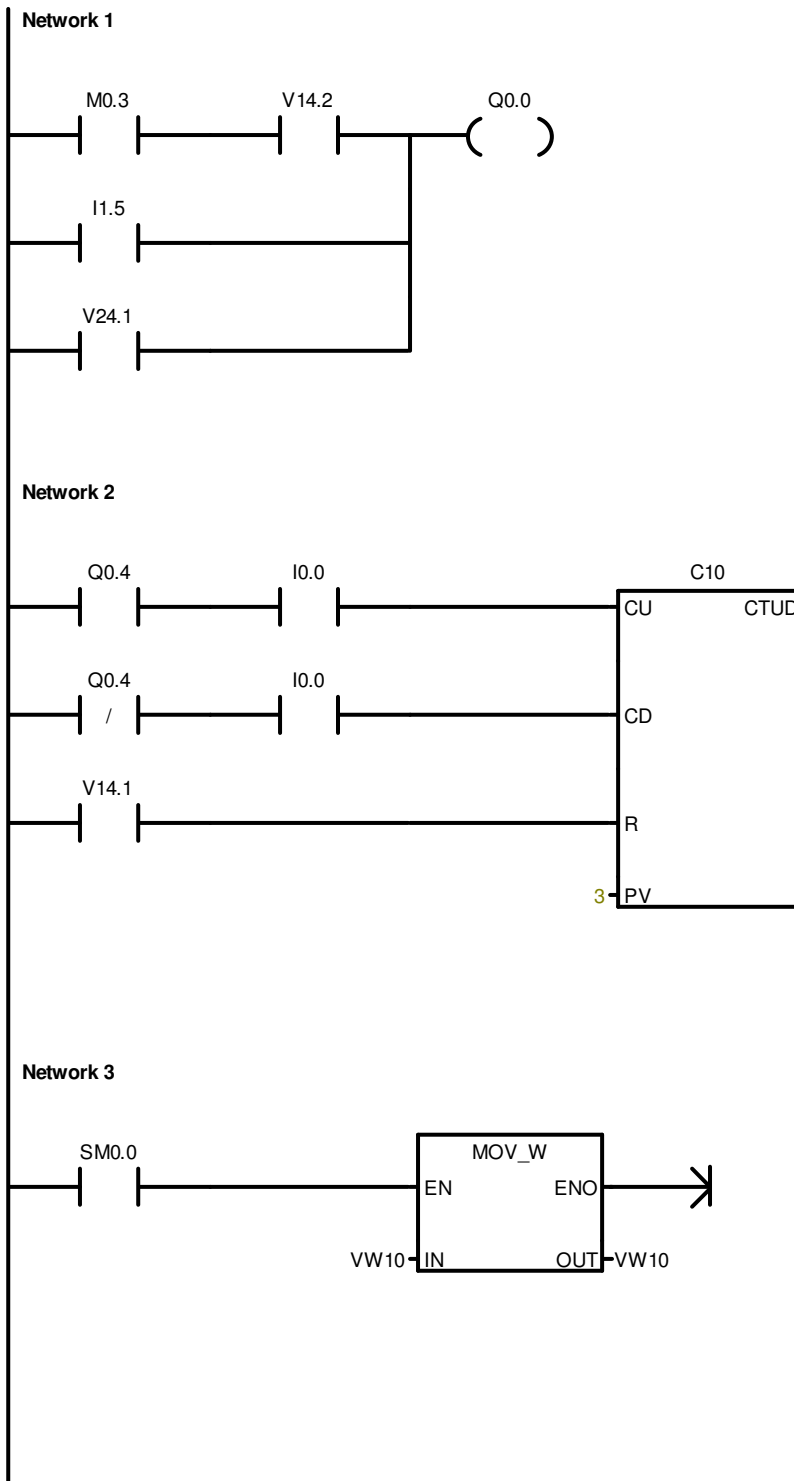 Network 1
M0.3 V14.2 Q0.0
I1.5
V24.1
Network 2
Q0.4 I0.0 C10
CU CTUD
Q0.4 I0.0
/ CD
V14.1
R
3 PV
Network 3
SM0.0 MOV_W
EN ENO
VW10 IN OUT VW10